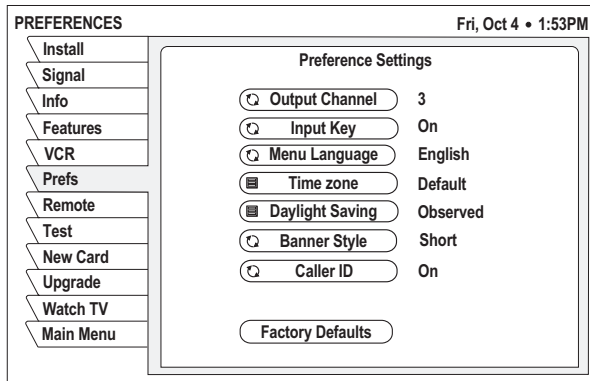 PREFERENCES Fri, Oct 4 • 1:53PM
Install
Signal
Info
Features
VCR
Prefs
Remote
Test
New Card
Upgrade
Watch TV
Main Menu
Preference Settings
Output Channel 3
Input Key On
Menu Language English
Time zone Default
Daylight Saving Observed
Banner Style Short
Caller ID On
Factory Defaults